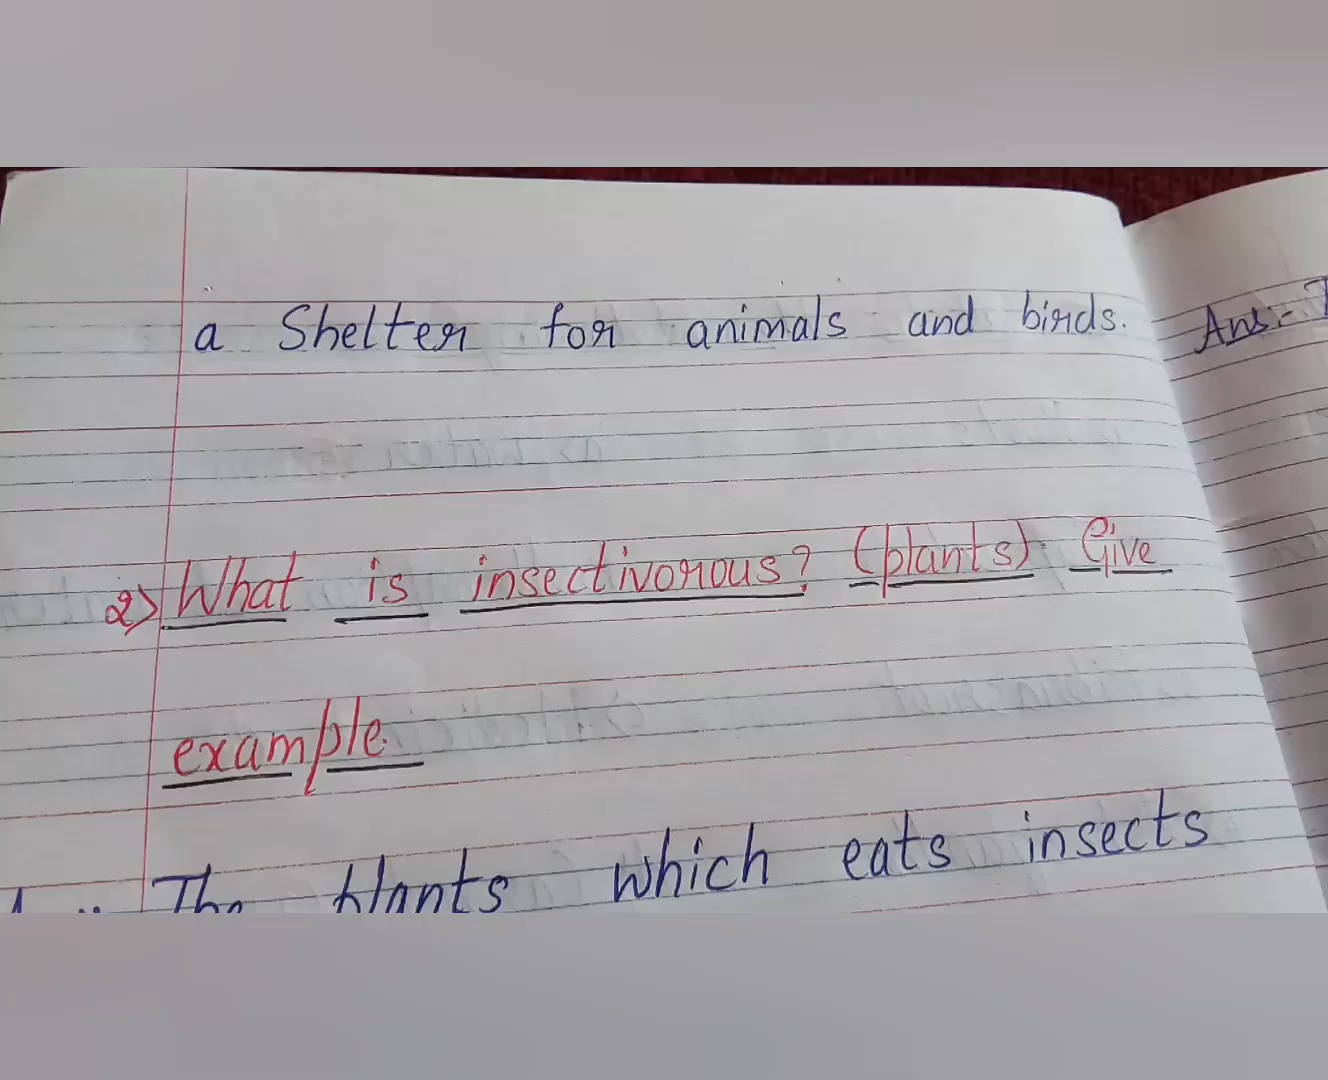 a Shelter for animals and birds.
Ans:-
2) What is insectivorous? (plants) Give
example.
The plants which eats insects